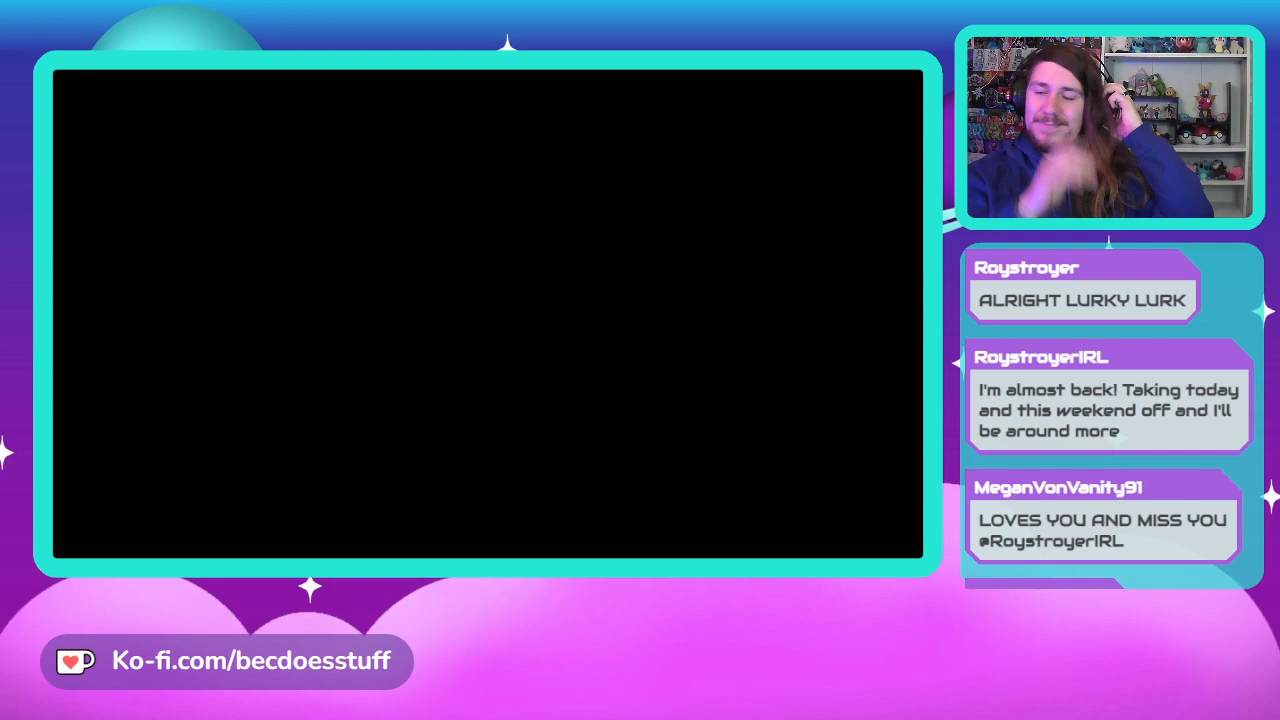 Roystroyer
ALRIGHT LURKY LURK
RoystroyerIRL
I'm almost back! Taking today
and this weekend off and I'll
be around more
MeganVonVanity91
LOVES YOU AND MISS YOU
@RoystroyerIRL
Ko-fi.com/becdoesstuff